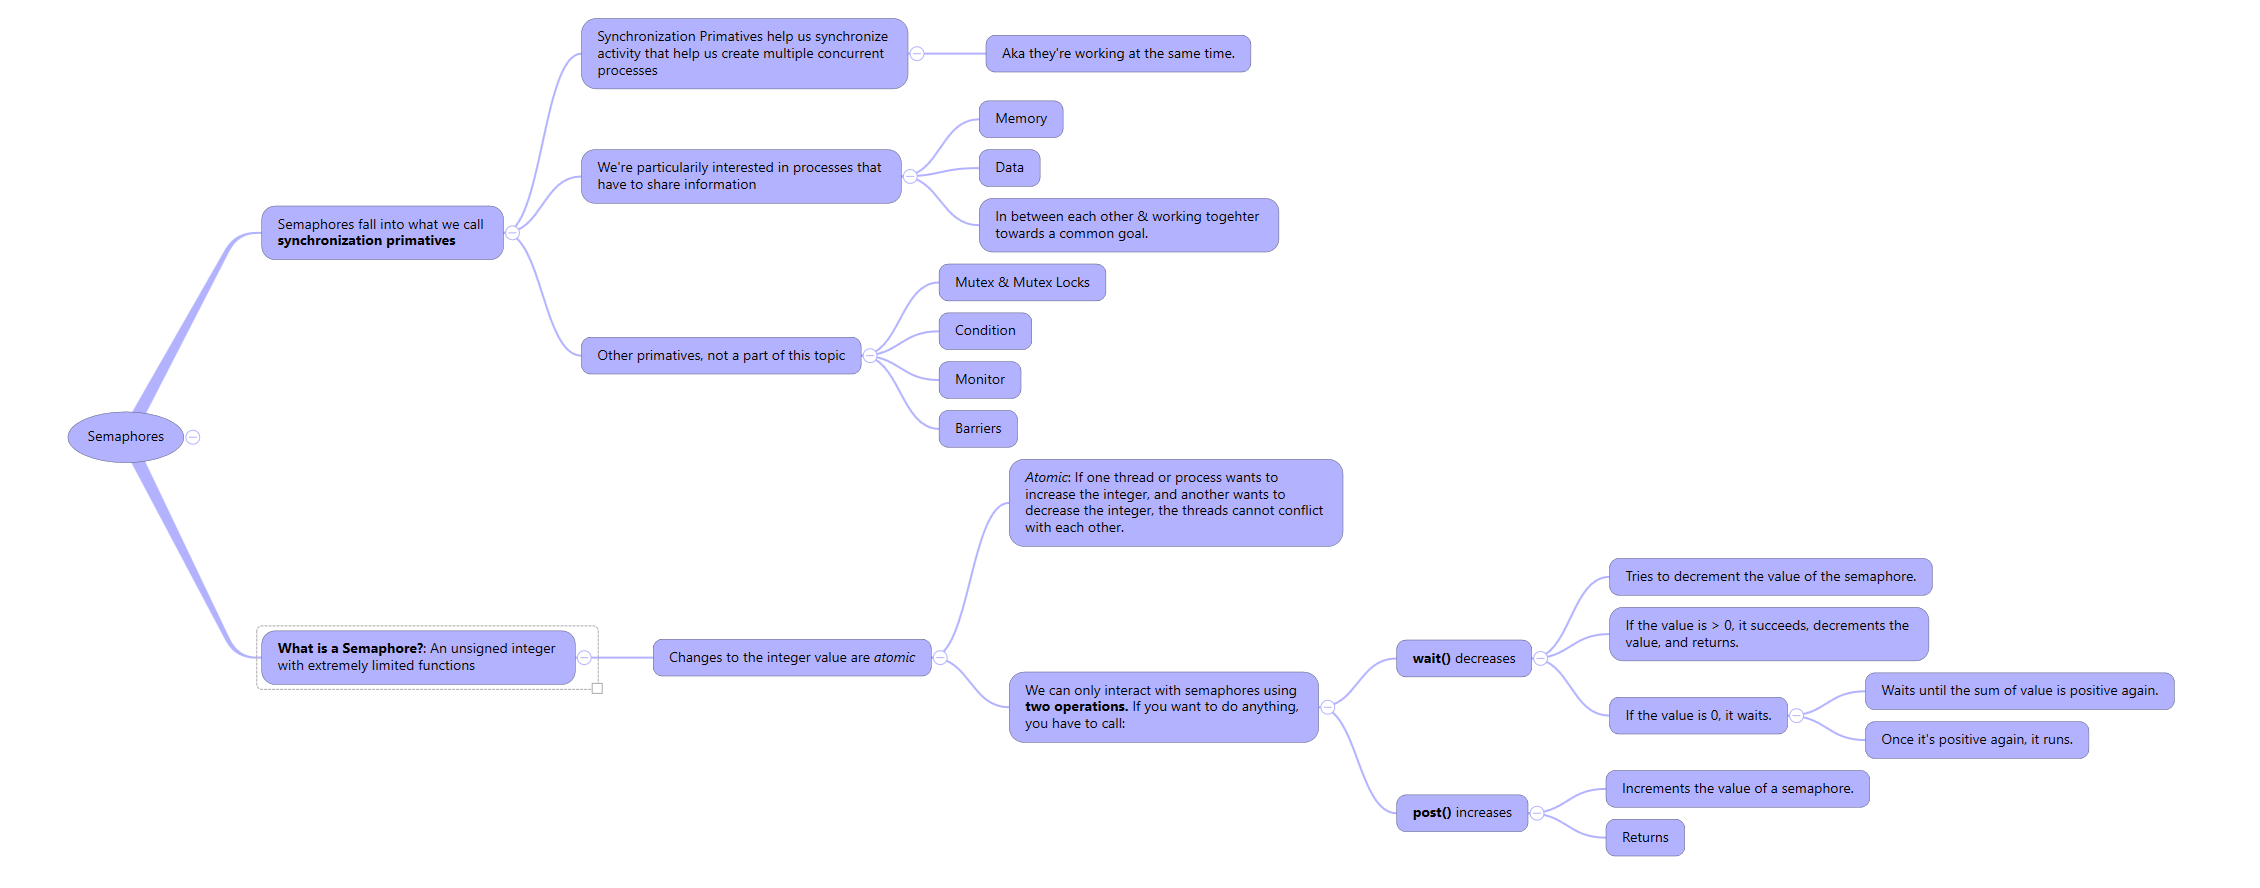 Synchronization Primatives help us synchronize
activity that help us create multiple concurrent
processes
Aka they're working at the same time.
Memory
We're particularily interested in processes that
have to share information
Data
In between each other & working togehter
towards a common goal.
Semaphores fall into what we call
synchronization primatives
Mutex & Mutex Locks
Condition
Other primatives, not a part of this topic
Monitor
Barriers
Semaphores
Atomic: If one thread or process wants to
increase the integer, and another wants to
decrease the integer, the threads cannot conflict
with each other.
What is a Semaphore?: An unsigned integer
with extremely limited functions
Changes to the integer value are atomic
We can only interact with semaphores using
two operations. If you want to do anything,
you have to call:
wait() decreases
Tries to decrement the value of the semaphore.
If the value is > 0, it succeeds, decrements the
value, and returns.
If the value is 0, it waits.
Waits until the sum of value is positive again.
Once it's positive again, it runs.
post() increases
Increments the value of a semaphore.
Returns